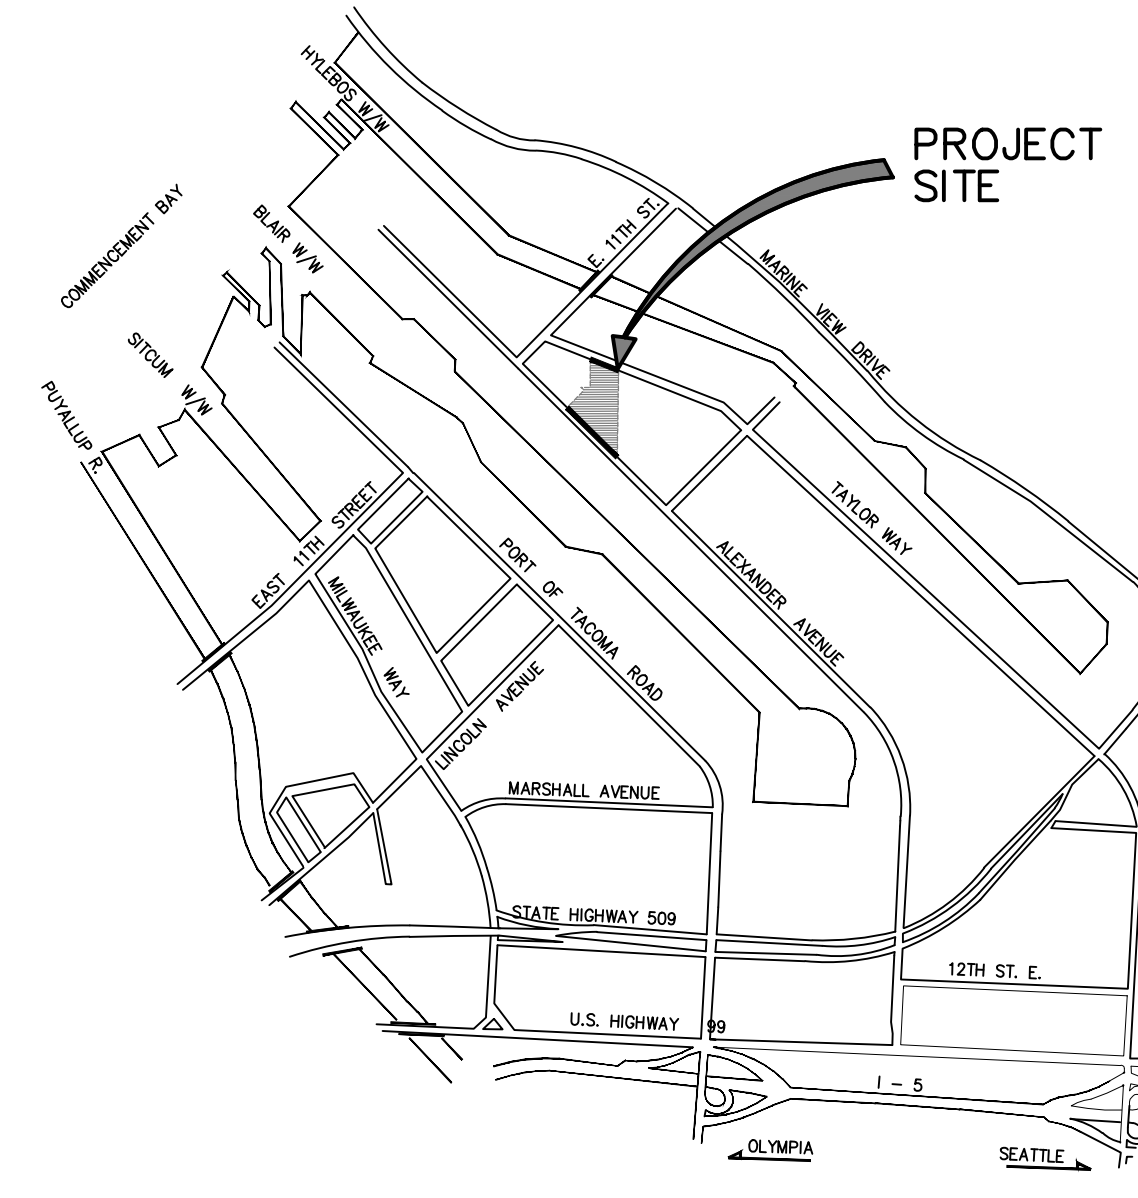 HYLEBOS W/W
PROJECT
SITE
COMMENCEMENT BAY
BLAIR W/W
E. 11TH ST.
MARINE VIEW DRIVE
SITCUM W/W
PUYALLUP R.
EAST 11TH STREET
TAYLOR WAY
PORT OF TACOMA ROAD
ALEXANDER AVENUE
MILWAUKEE WAY
LINCOLN AVENUE
MARSHALL AVENUE
STATE HIGHWAY 509
12TH ST. E.
U.S. HIGHWAY 99
I - 5
OLYMPIA
SEATTLE